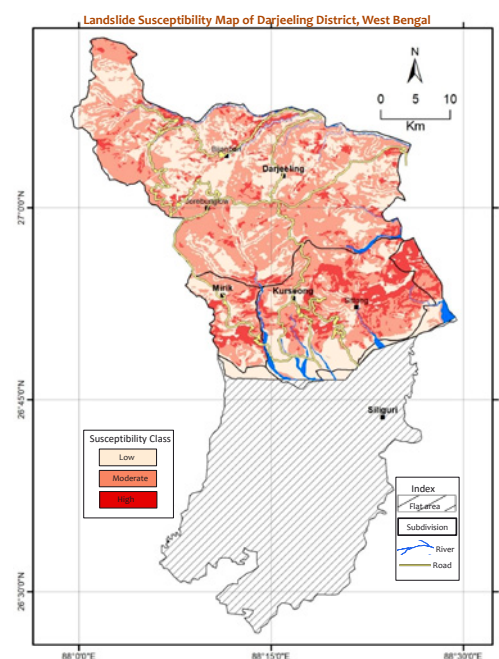 Landslide Susceptibility Map of Darjeeling District, West Bengal
N
0 5 10
Km
Bijanbari
Darjeeling
27°0'0"N
Mirik
Kurseong
Sittong
26°45'0"N
Siliguri
Susceptibility Class
Low
Moderate
High
Index
Flat area
Subdivision
River
Road
26°30'0"N
88°0'0"E 88°15'0"E 88°30'0"E